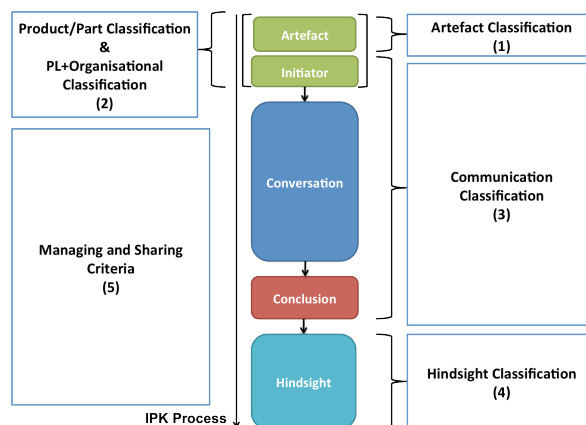 Product/Part Classification
&
PL+Organisational
Classification
(2)
Artefact
Initiator
Artefact Classification
(1)
Conversation
Communication
Classification
(3)
Managing and Sharing
Criteria
(5)
Conclusion
Hindsight
Hindsight Classification
(4)
IPK Process